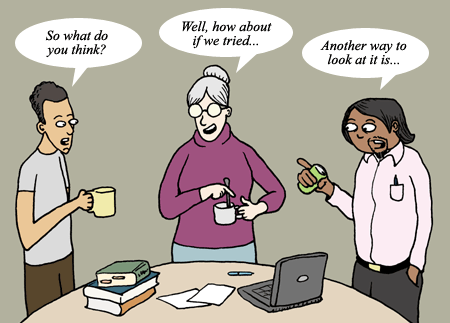 So what do
you think?
Well, how about
if we tried...
Another way to
look at it is...